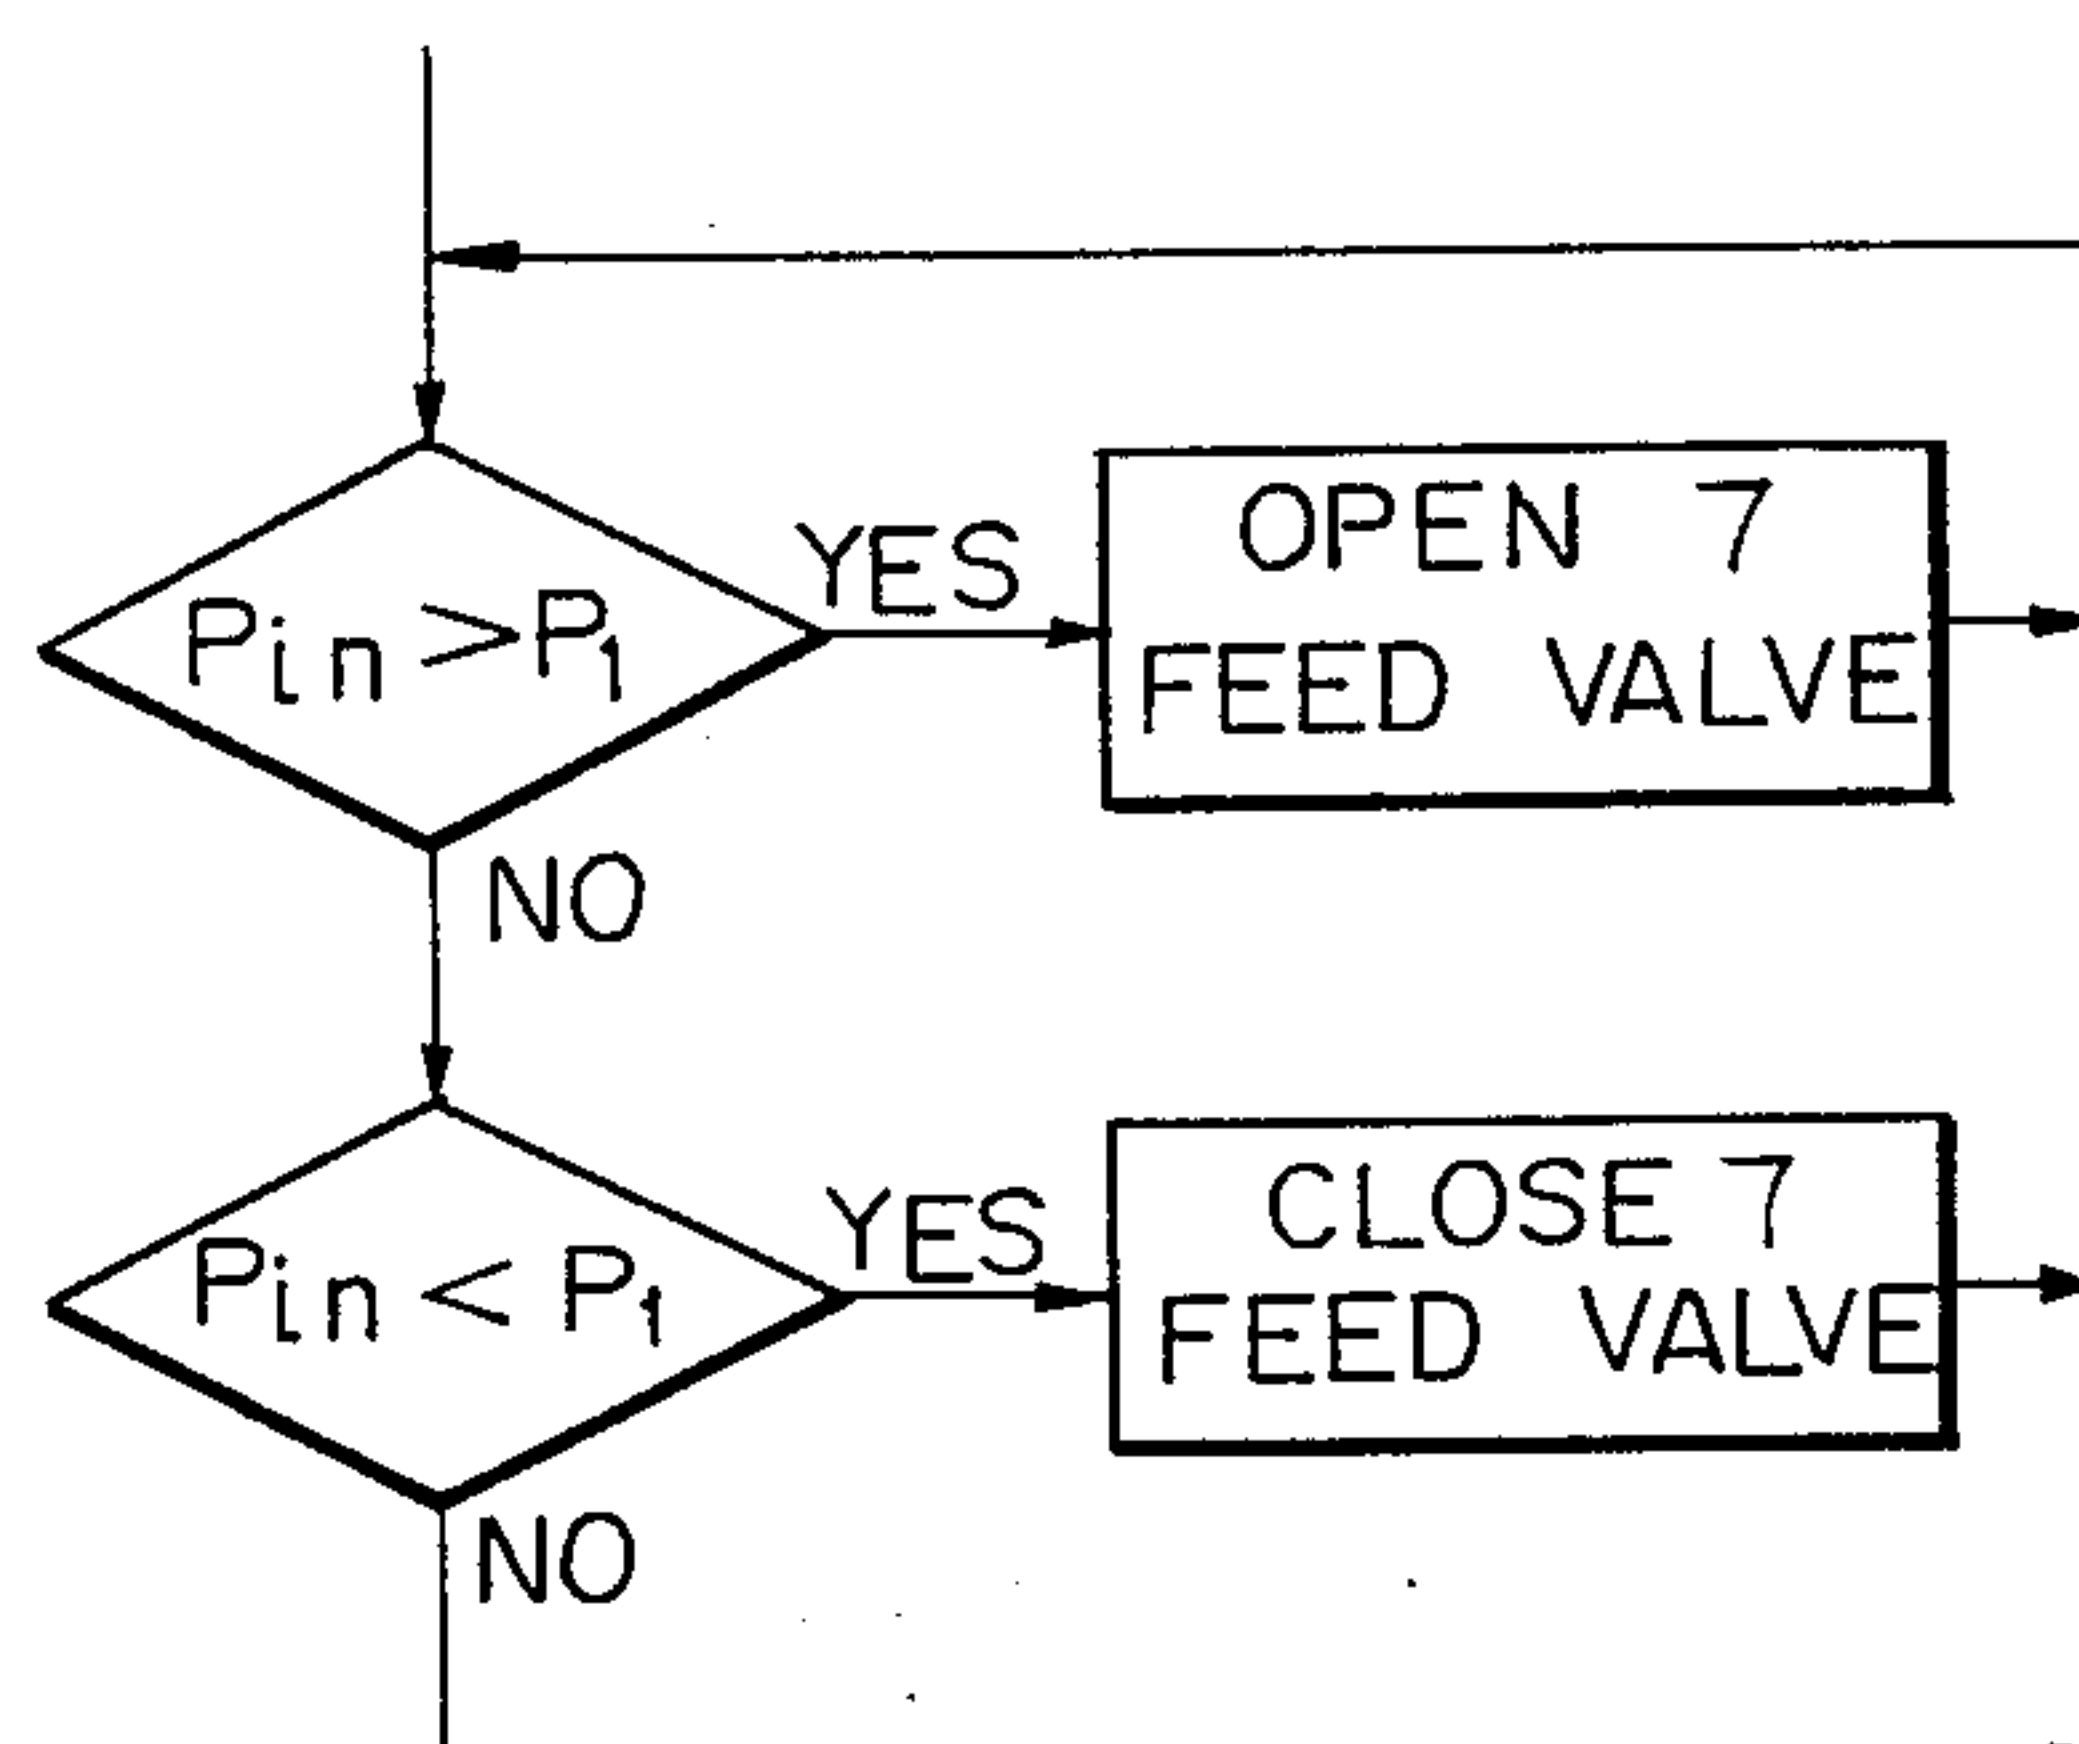 YES
OPEN 7
Pin > P1
FEED VALVE
NO
YES
CLOSE 7
Pin < P1
FEED VALVE
NO